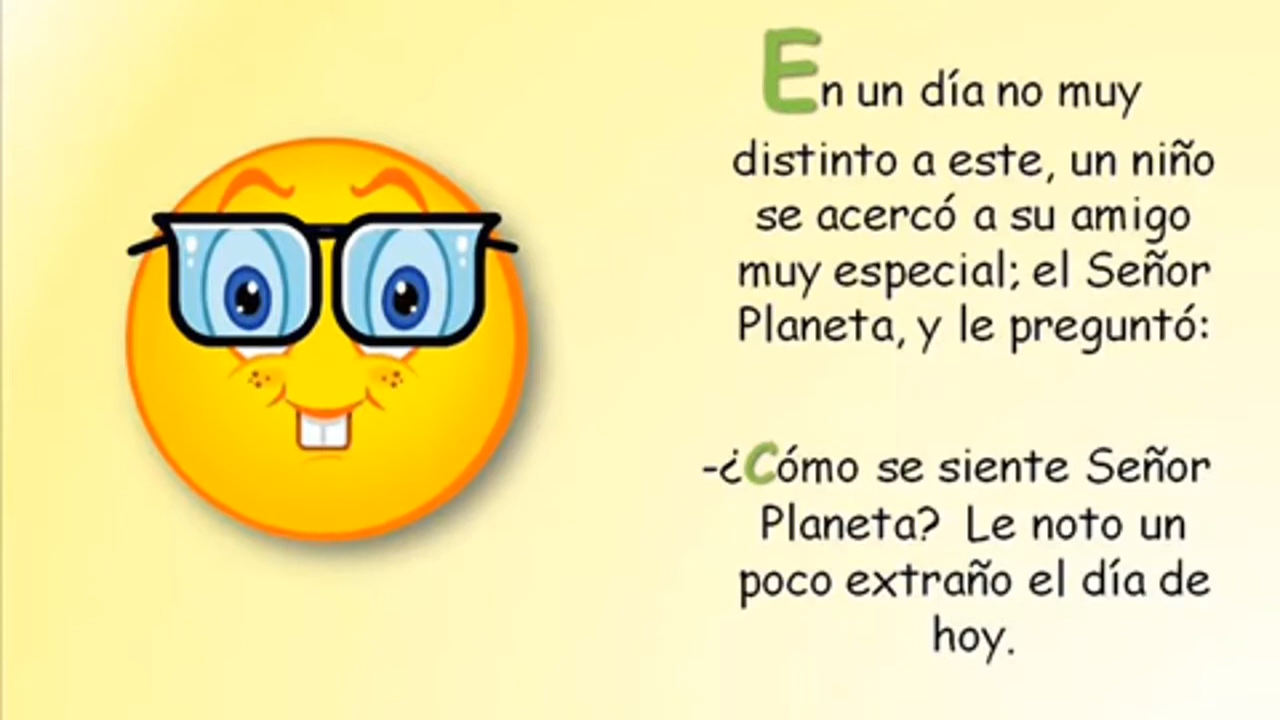 En un día no muy
distinto a este, un niño
se acercó a su amigo
muy especial; el Señor
Planeta, y le preguntó:
-¿Cómo se siente Señor
Planeta? Le noto un
poco extraño el día de
hoy.